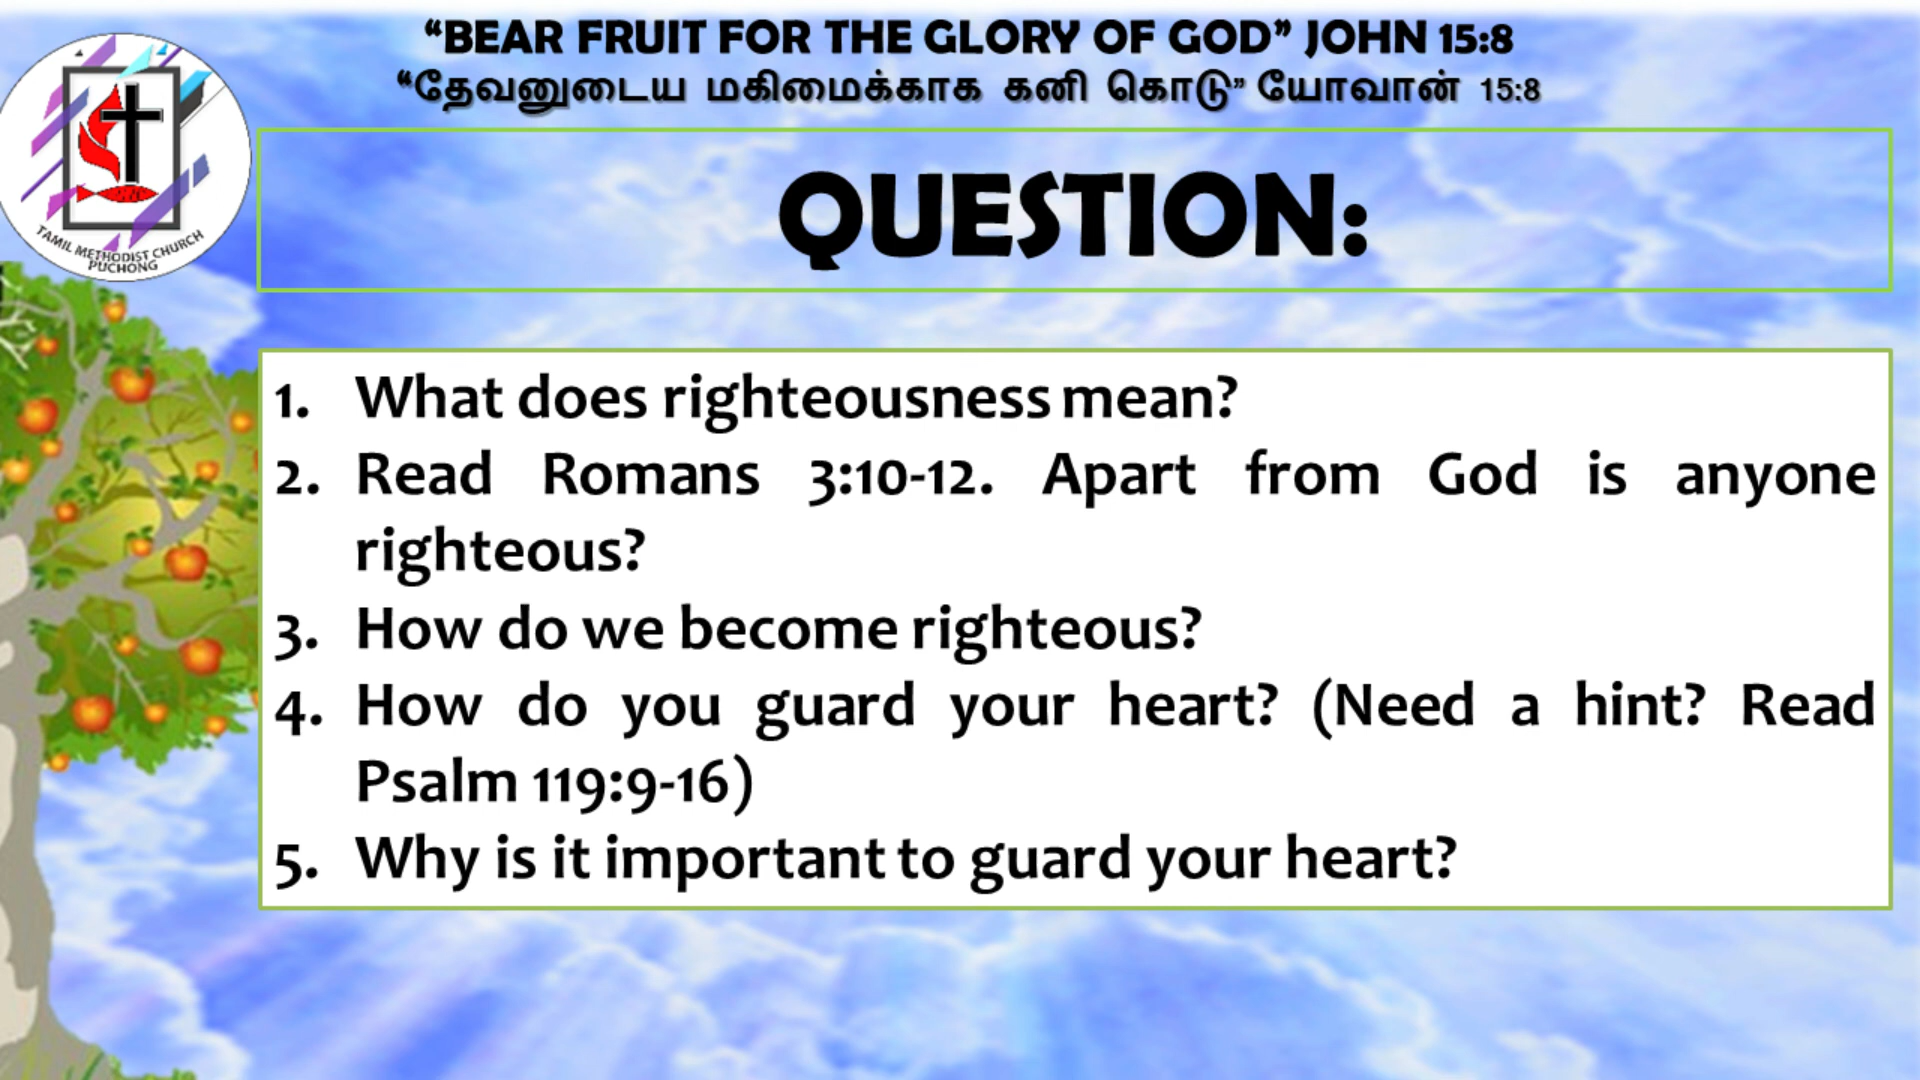 “BEAR FRUIT FOR THE GLORY OF GOD” JOHN 15:8
“தேவனுடைய மகிமைக்காக கனி கொடு” யோவான் 15:8
TAMIL METHODIST CHURCH
PUCHONG
QUESTION:
1. What does righteousness mean?
2. Read Romans 3:10-12. Apart from God is anyone
righteous?
3. How do we become righteous?
4. How do you guard your heart? (Need a hint? Read
Psalm 119:9-16)
5. Why is it important to guard your heart?